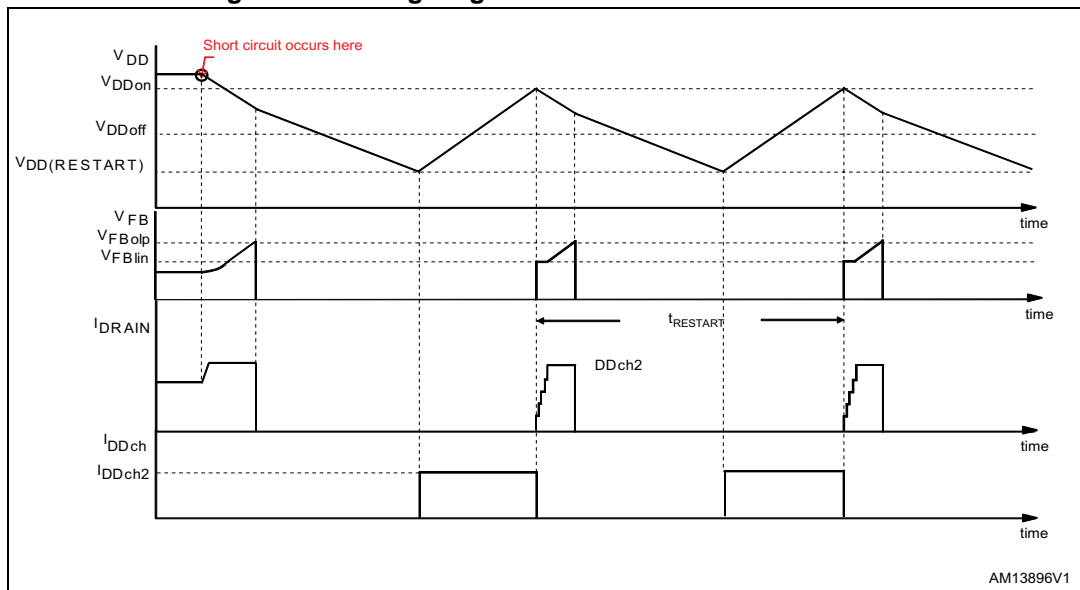 Short circuit occurs here
VDD
VDDon
VDDoff
VDD(RESTART)
time
VFB
VFBolp
VFBlin
time
IDRAIN
tRESTART
DDch2
time
IDDch
IDDch2
time
AM13896V1